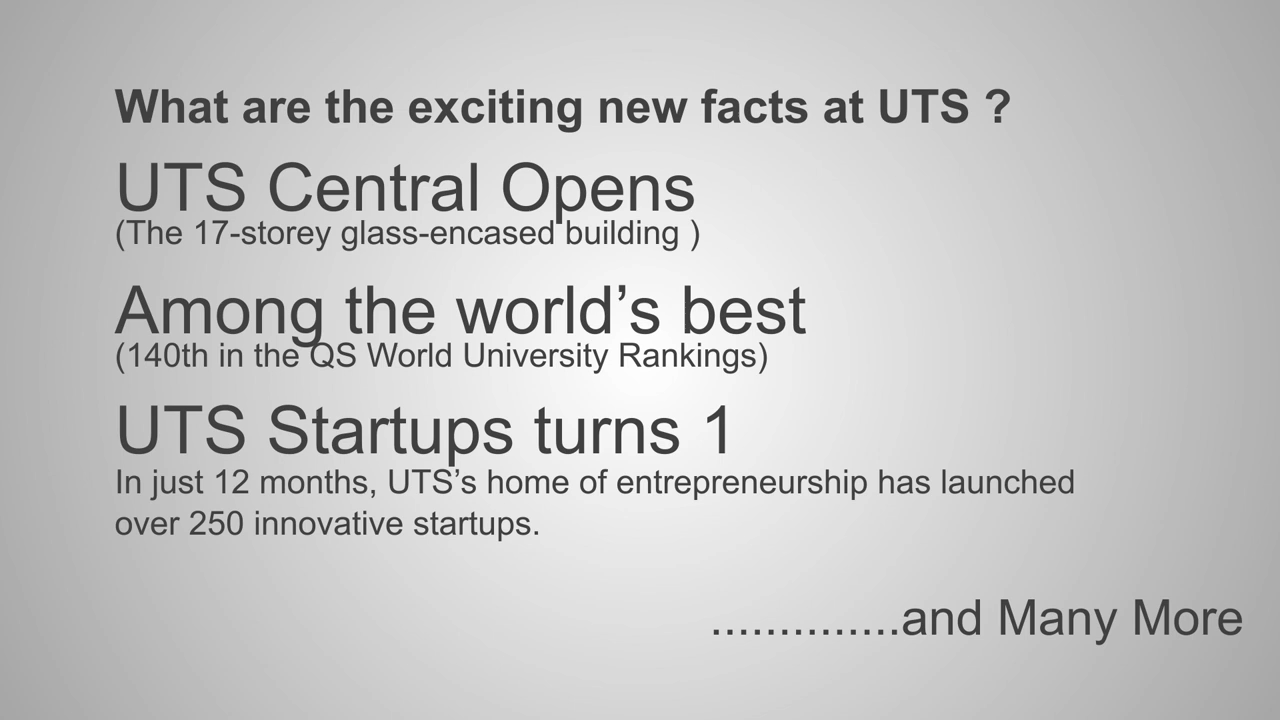 What are the exciting new facts at UTS ?
UTS Central Opens
(The 17-storey glass-encased building )
Among the world’s best
(140th in the QS World University Rankings)
UTS Startups turns 1
In just 12 months, UTS’s home of entrepreneurship has launched
over 250 innovative startups.
..............and Many More